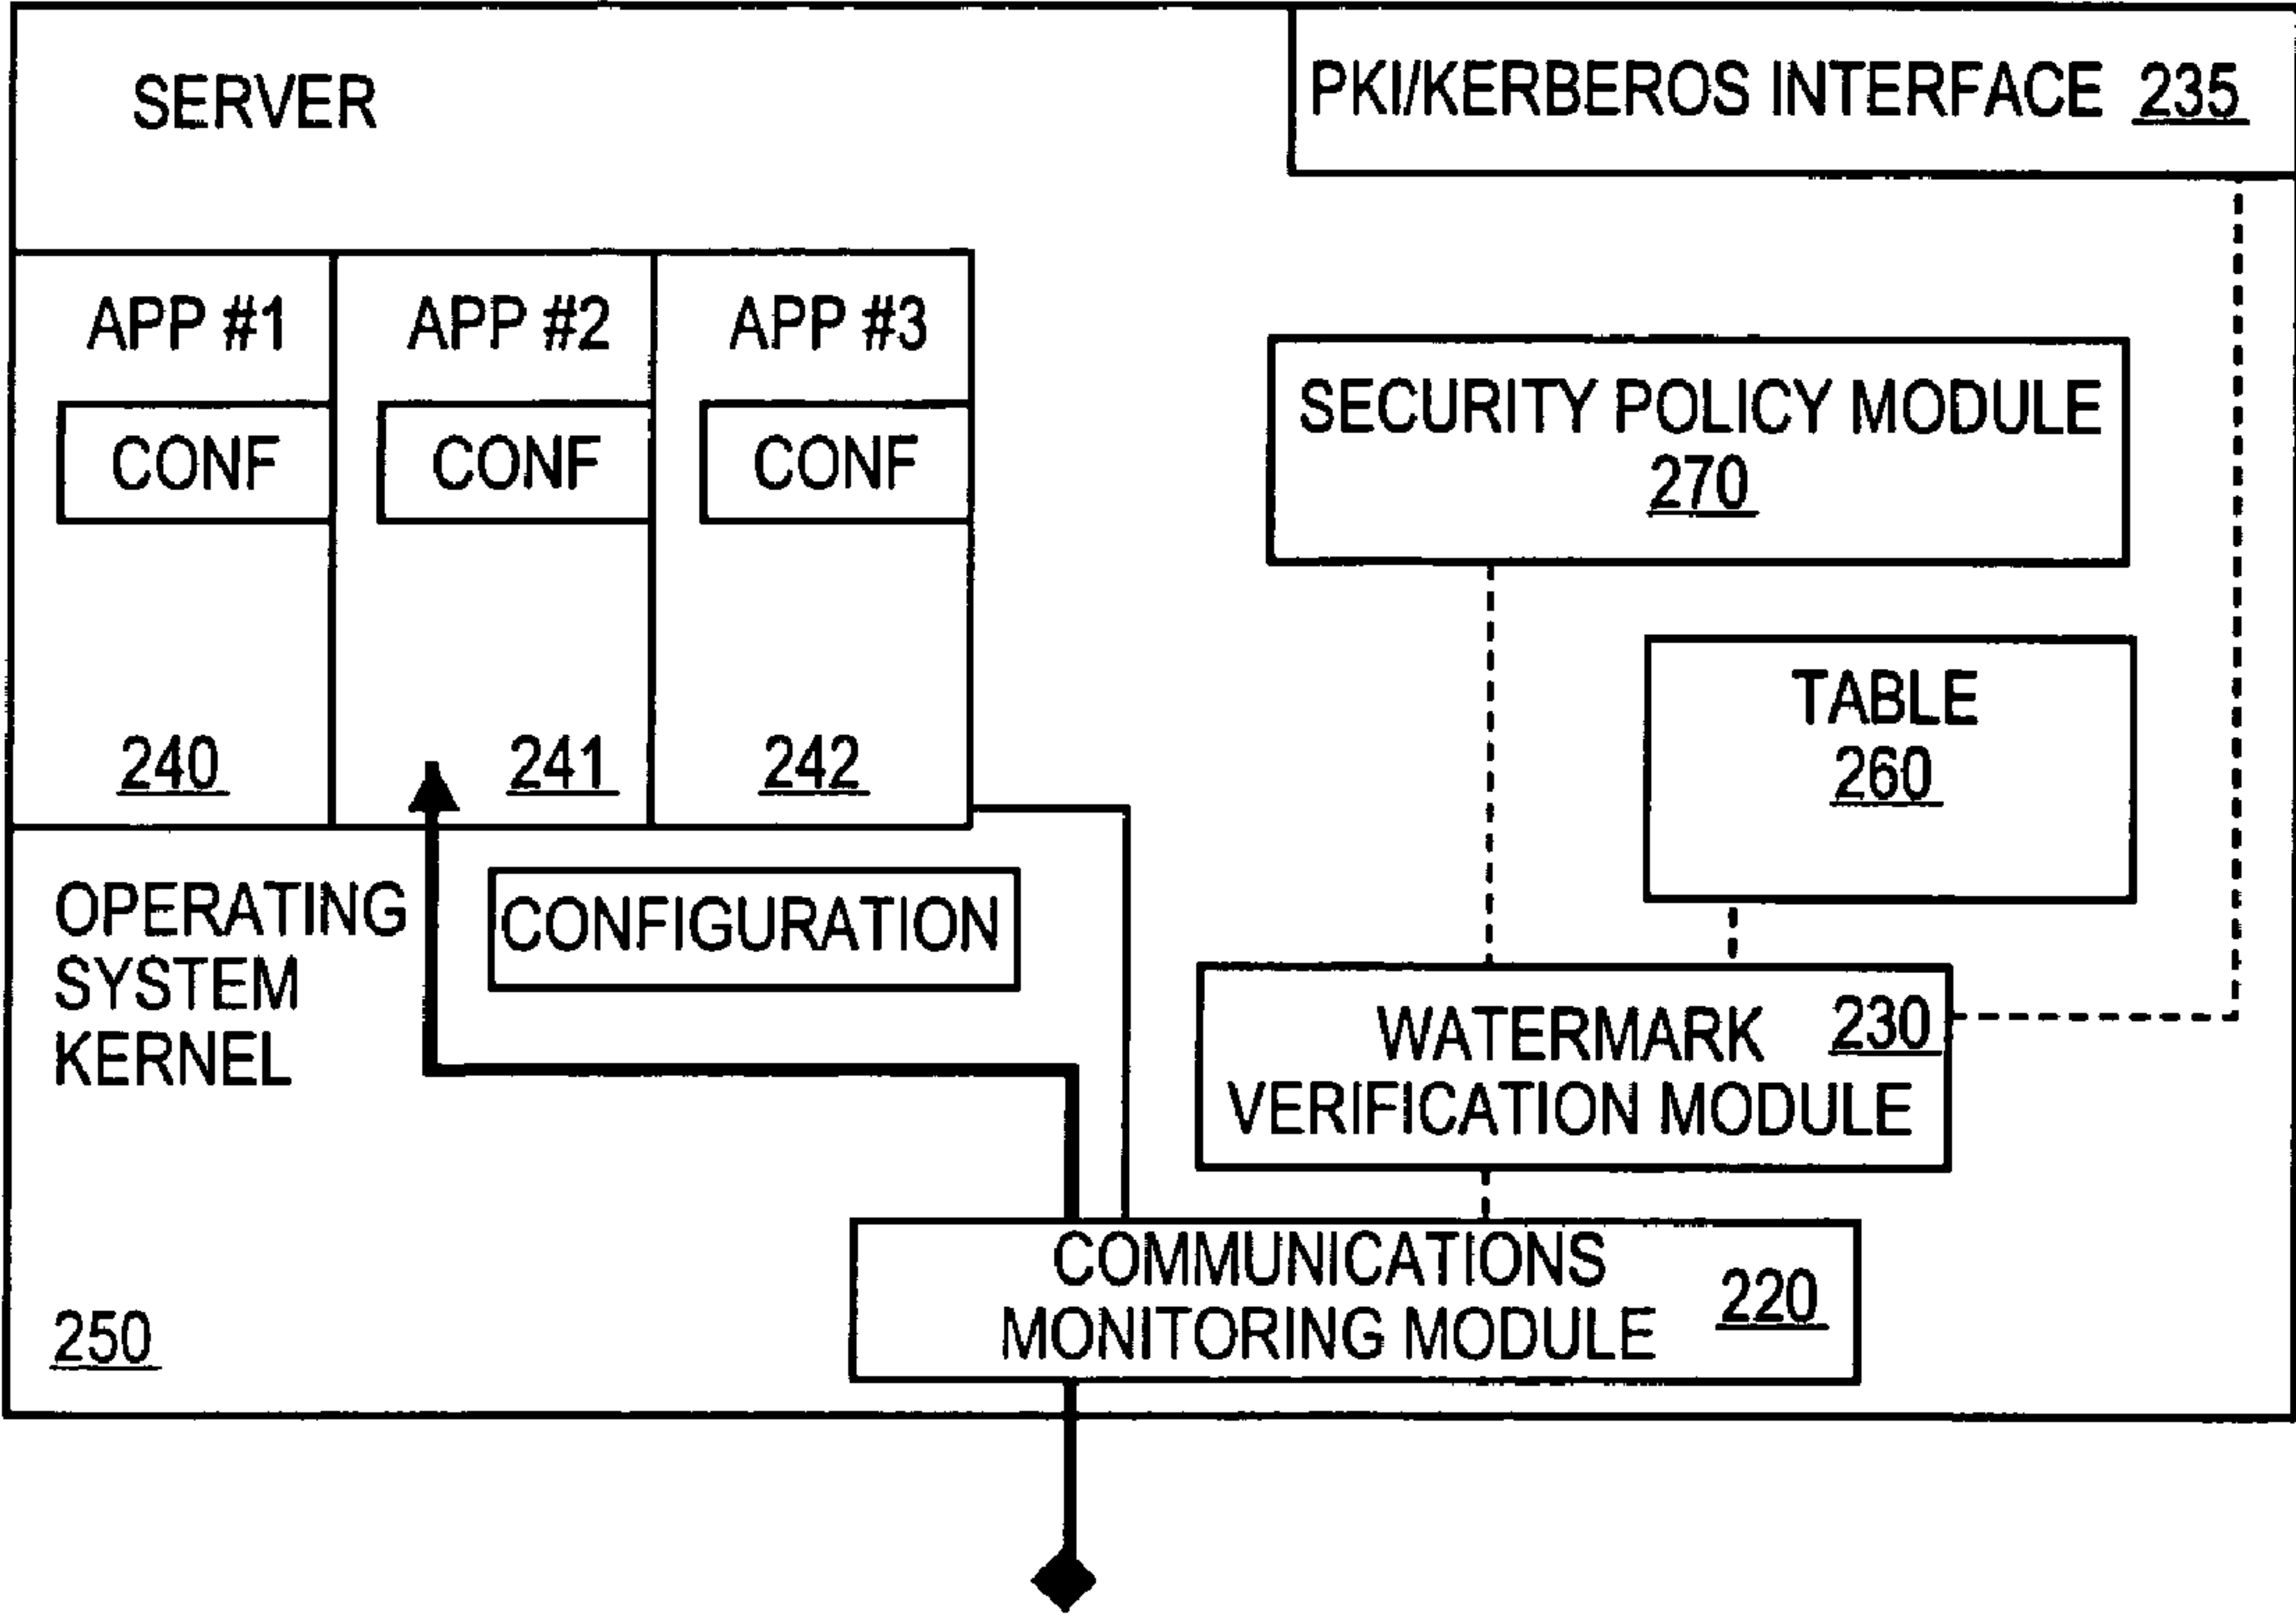 SERVER
PKI/KERBEROS INTERFACE 235
APP #1
APP #2
APP #3
CONF
CONF
CONF
240
241
242
SECURITY POLICY MODULE
270
TABLE
260
OPERATING
SYSTEM
KERNEL
250
CONFIGURATION
WATERMARK 230
VERIFICATION MODULE
COMMUNICATIONS
MONITORING MODULE 220